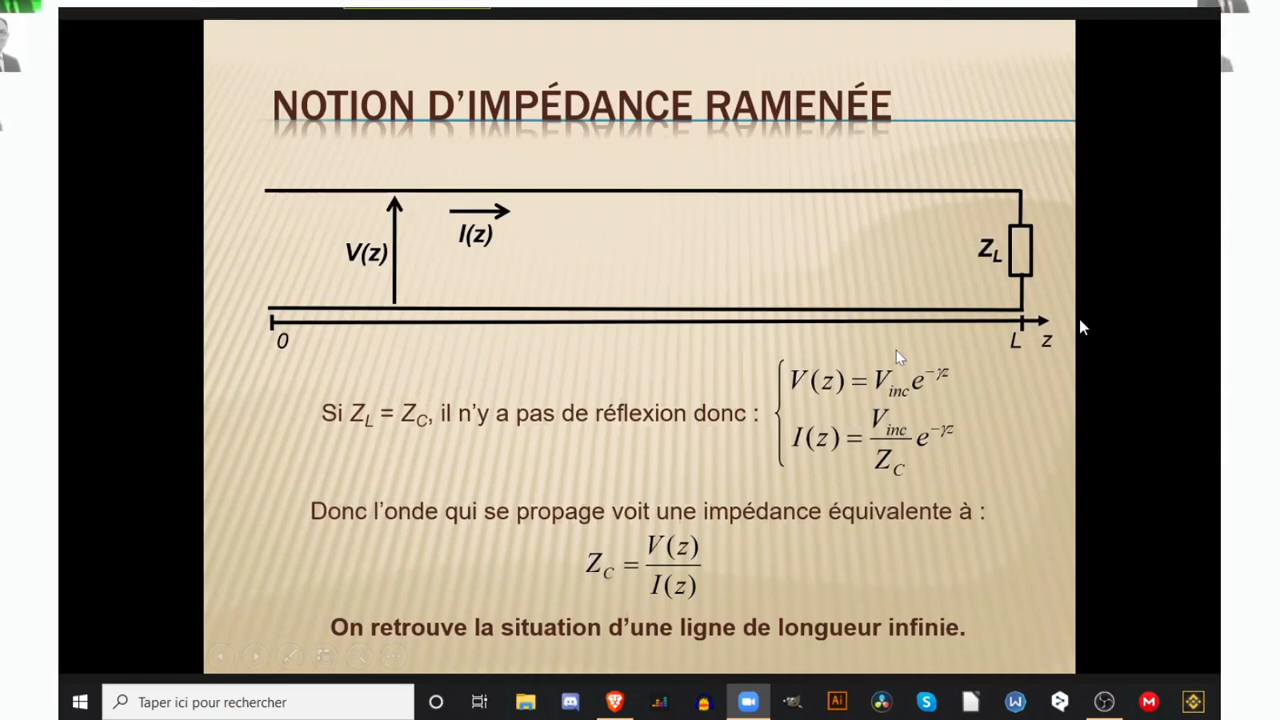 NOTION D'IMPÉDANCE RAMENÉE
V(z)
I(z)
Z_L
0
L z
Si Z_L = Z_C, il n'y a pas de réflexion donc :
V(z) = V_inc e^{-γz}
I(z) = \frac{V_inc}{Z_C} e^{-γz}
Donc l'onde qui se propage voit une impédance équivalente à :
Z_C = \frac{V(z)}{I(z)}
On retrouve la situation d'une ligne de longueur infinie.
Taper ici pour rechercher